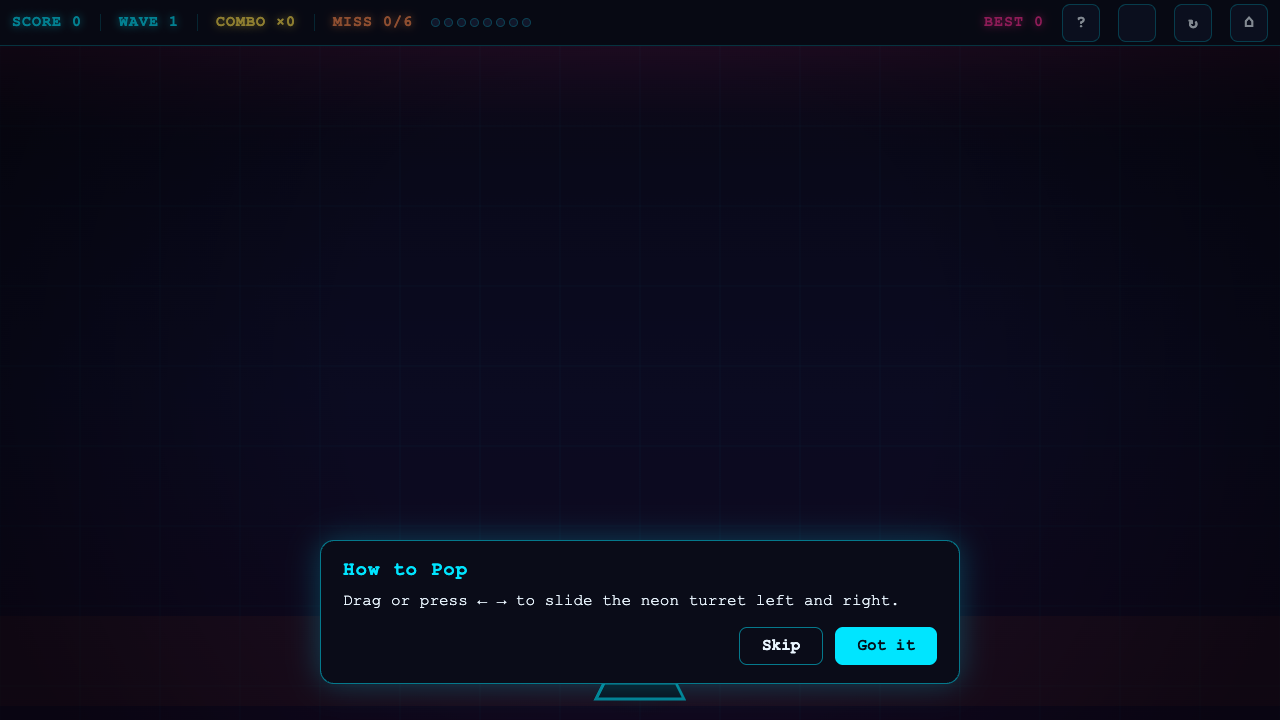 SCORE 0 WAVE 1 COMBO ×0 MISS 0/6 BEST 0 ? ↻ ⌂
How to Pop
Drag or press ← → to slide the neon turret left and right.
Skip Got it